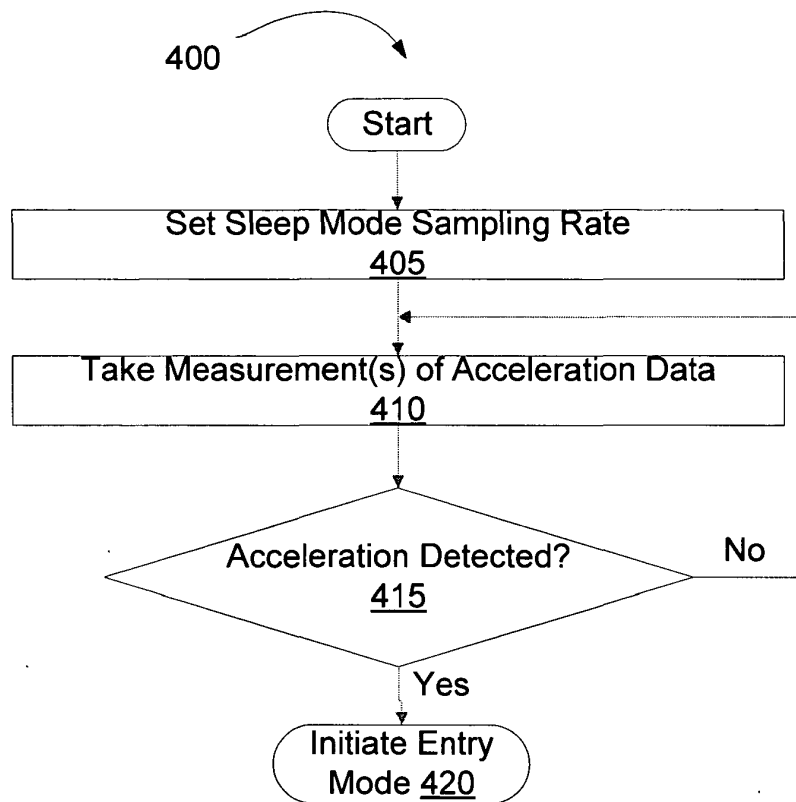 400
Start
Set Sleep Mode Sampling Rate
405
Take Measurement(s) of Acceleration Data
410
Acceleration Detected?
415
No
Yes
Initiate Entry
Mode 420